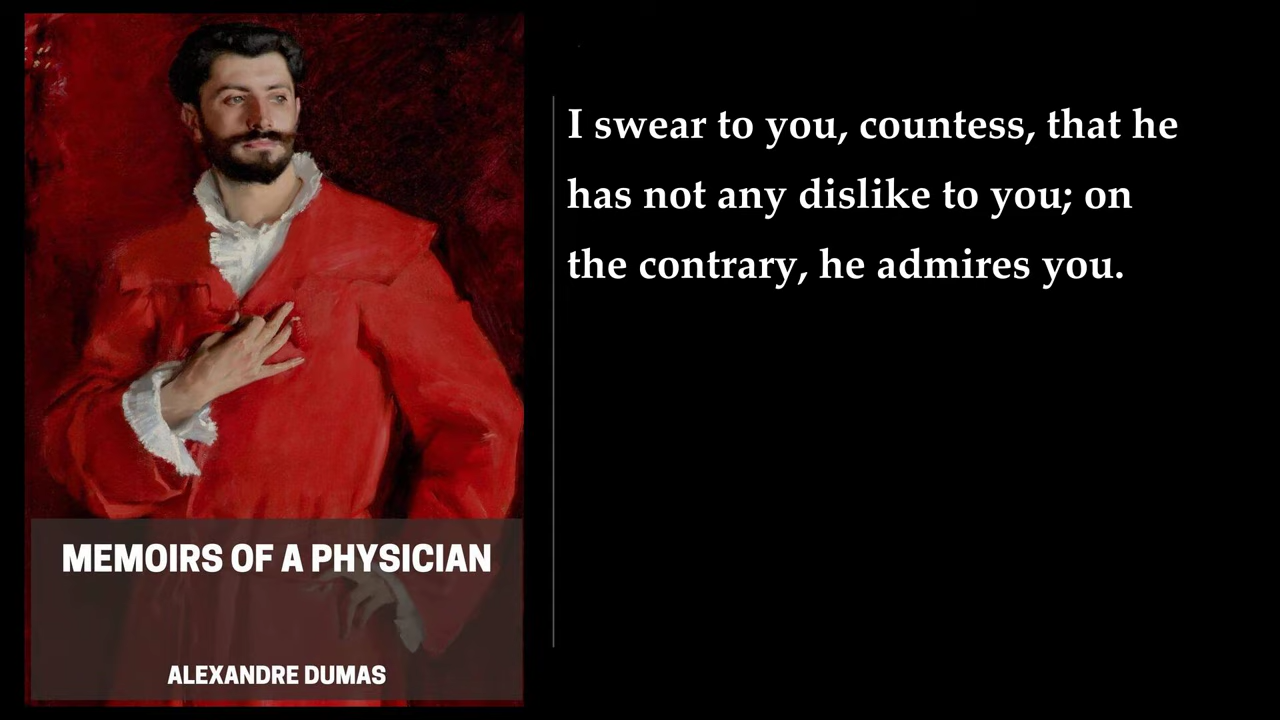 I swear to you, countess, that he
has not any dislike to you; on
the contrary, he admires you.
MEMOIRS OF A PHYSICIAN
ALEXANDRE DUMAS